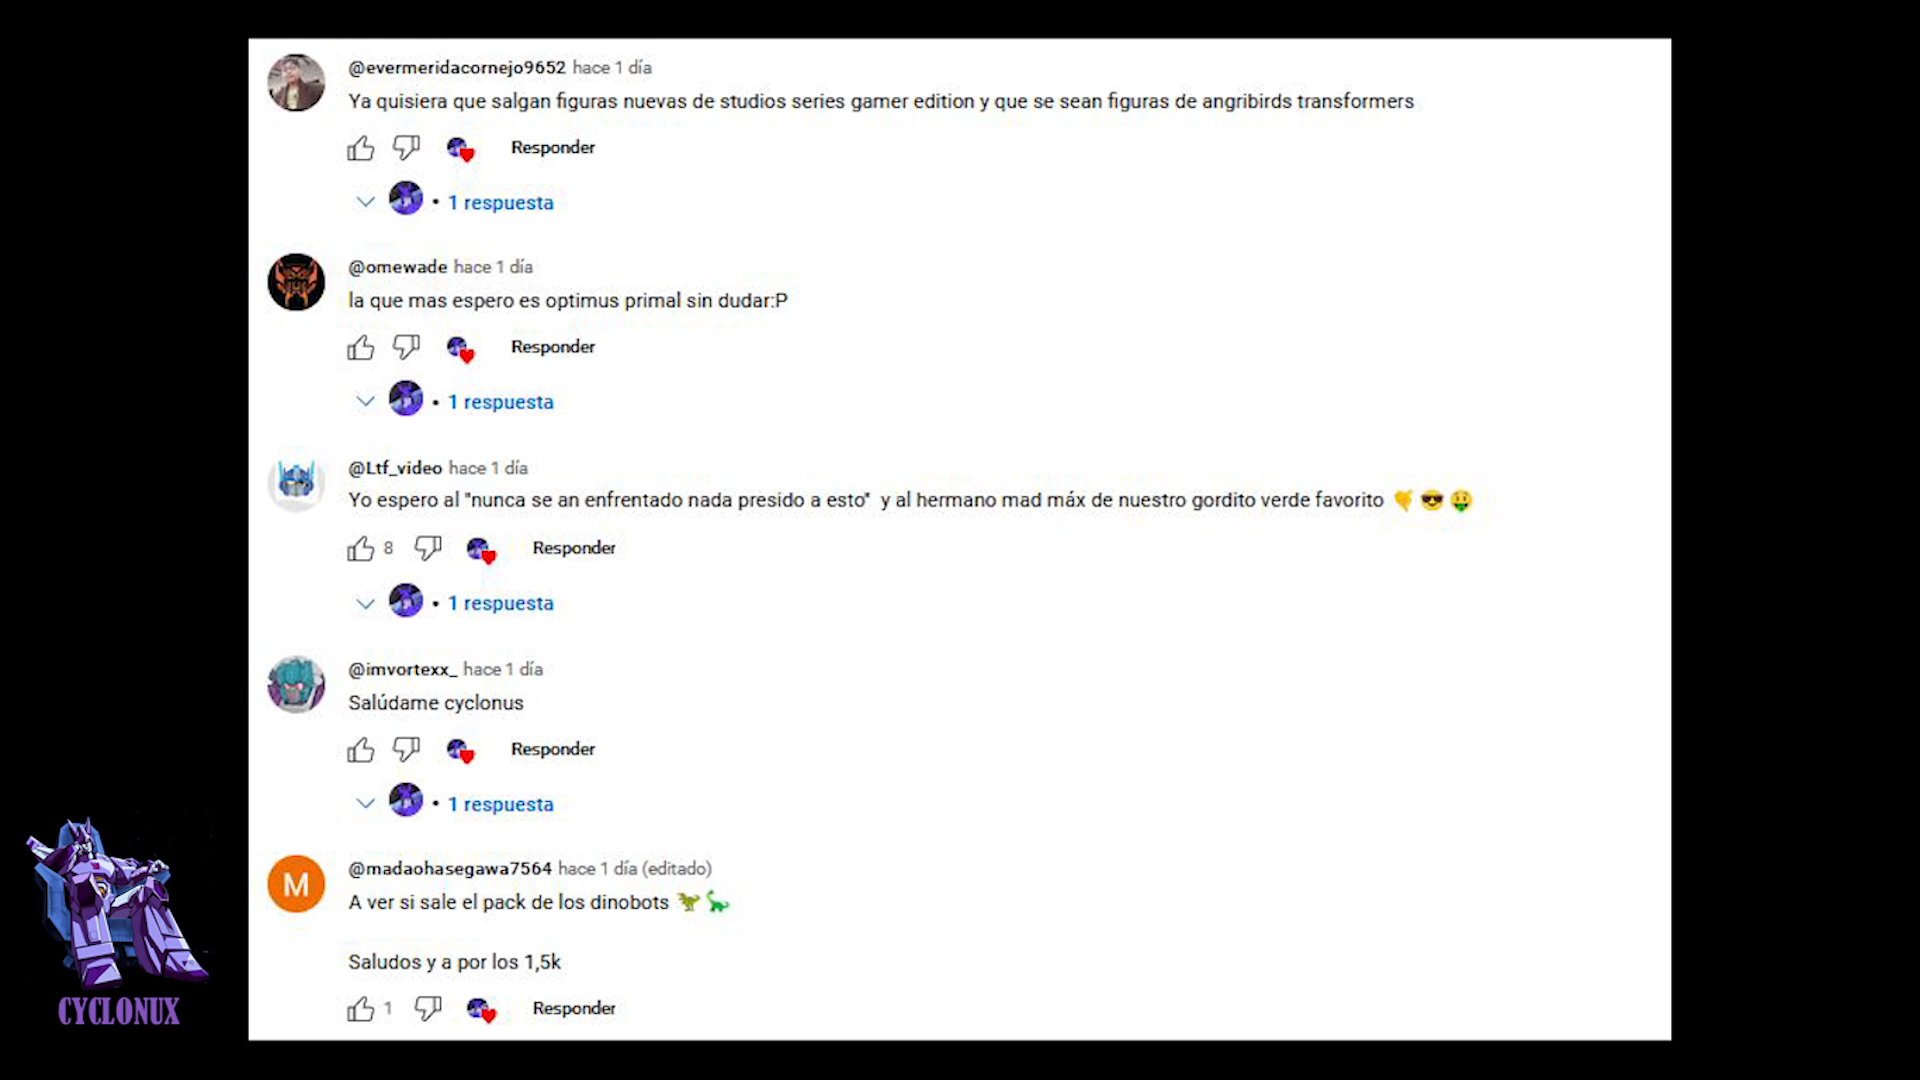 @evermeridacornejo9652 hace 1 día
Ya quisiera que salgan figuras nuevas de studios series gamer edition y que se sean figuras de angribirds transformers
Responder
• 1 respuesta
@omewade hace 1 día
la que mas espero es optimus primal sin dudar:P
Responder
• 1 respuesta
@Ltf_video hace 1 día
Yo espero al "nunca se an enfrentado nada presido a esto" y al hermano mad máx de nuestro gordito verde favorito 🫰😎🤑
8 Responder
• 1 respuesta
@imvortexx_ hace 1 día
Salúdame cyclonus
Responder
• 1 respuesta
M
@madaohasegawa7564 hace 1 día (editado)
A ver si sale el pack de los dinobots 🦖🦕
Saludos y a por los 1,5k
1 Responder
CYCLONUX